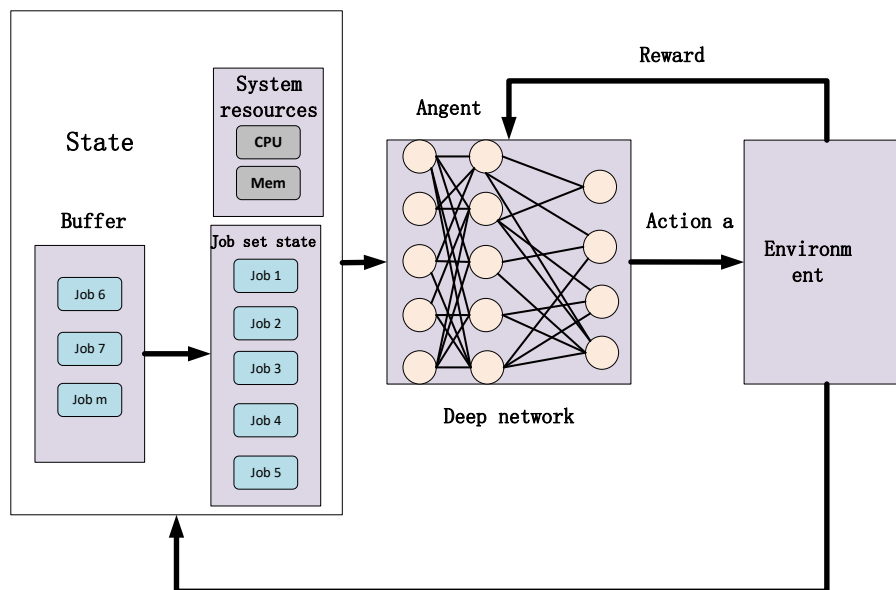 State
System
resources
CPU
Mem
Buffer
Job 6
Job 7
Job m
Job set state
Job 1
Job 2
Job 3
Job 4
Job 5
Angent
Deep network
Reward
Action a
Environm
ent